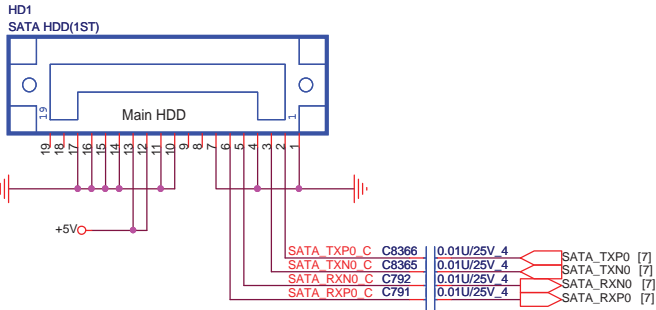 HD1
SATA HDD(1ST)
19
Main HDD
1
19 18 17 16 15 14 13 12 11 10 9 8 7 6 5 4 3 2 1
+5V
SATA_TXP0_C C8366 0.01U/25V_4 SATA_TXP0 [7]
SATA_TXN0_C C8365 0.01U/25V_4 SATA_TXN0 [7]
SATA_RXN0_C C792 0.01U/25V_4 SATA_RXN0 [7]
SATA_RXP0_C C791 0.01U/25V_4 SATA_RXP0 [7]